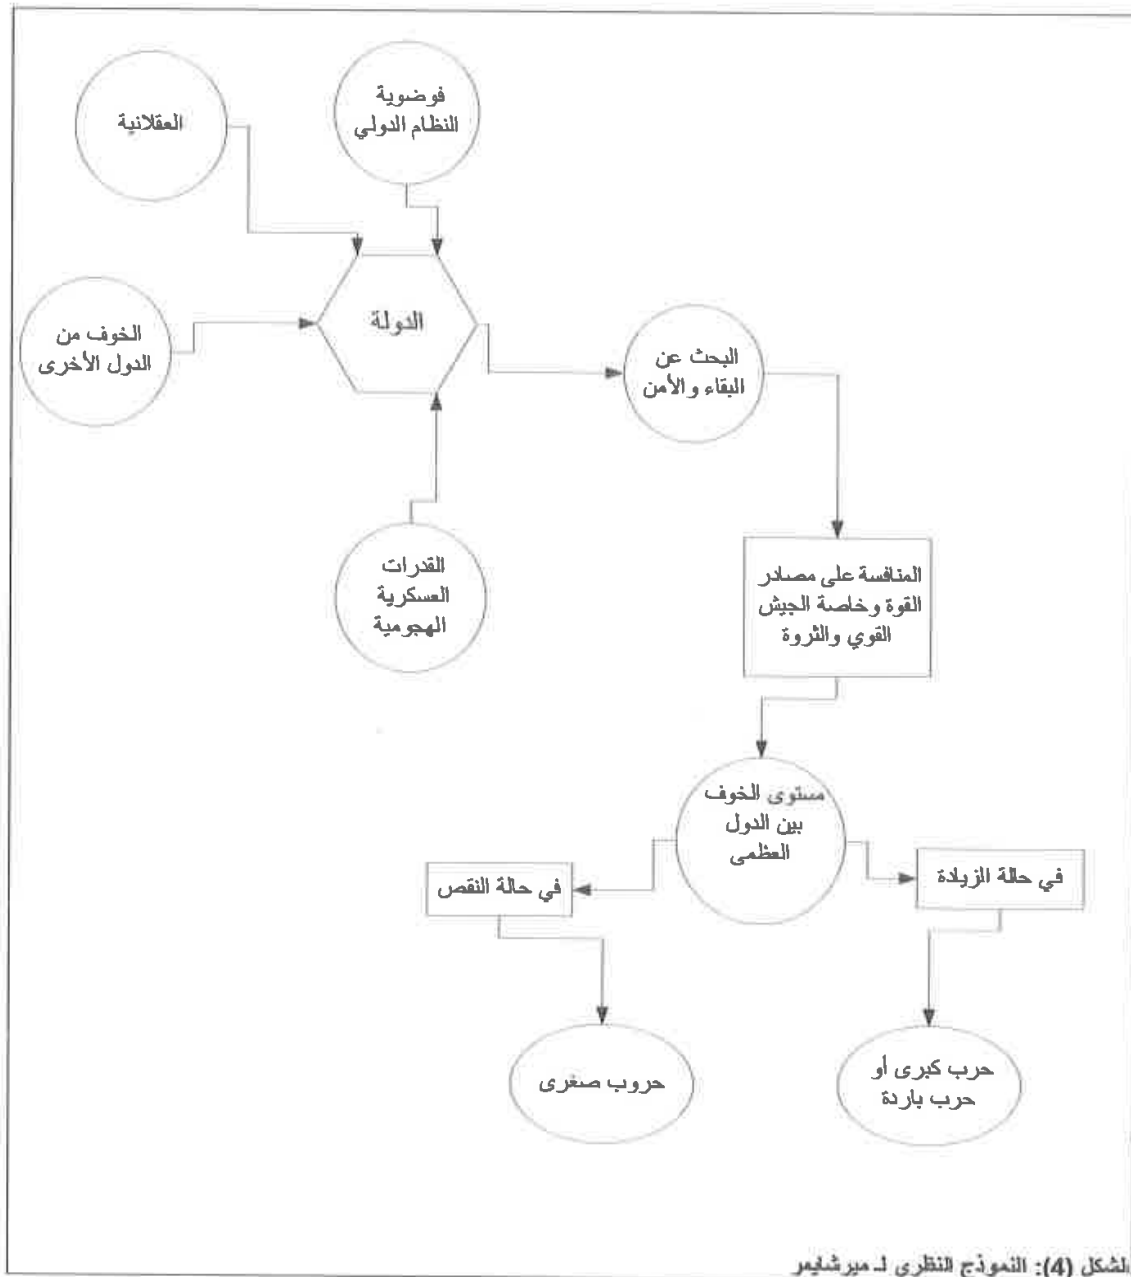 فوضوية
النظام الدولي
العقلانية
الدولة
الخوف من
الدول الأخرى
البحث عن
البقاء والأمن
القدرات
العسكرية
الهجومية
المنافسة على مصادر
القوة وخاصة الجيش
القوي والثروة
مستوى الخوف
بين الدول
العظمى
في حالة الزيادة
في حالة النقص
حرب كبرى أو
حرب باردة
حروب صغرى
الشكل (4): النموذج النظري لـ ميرشايمر